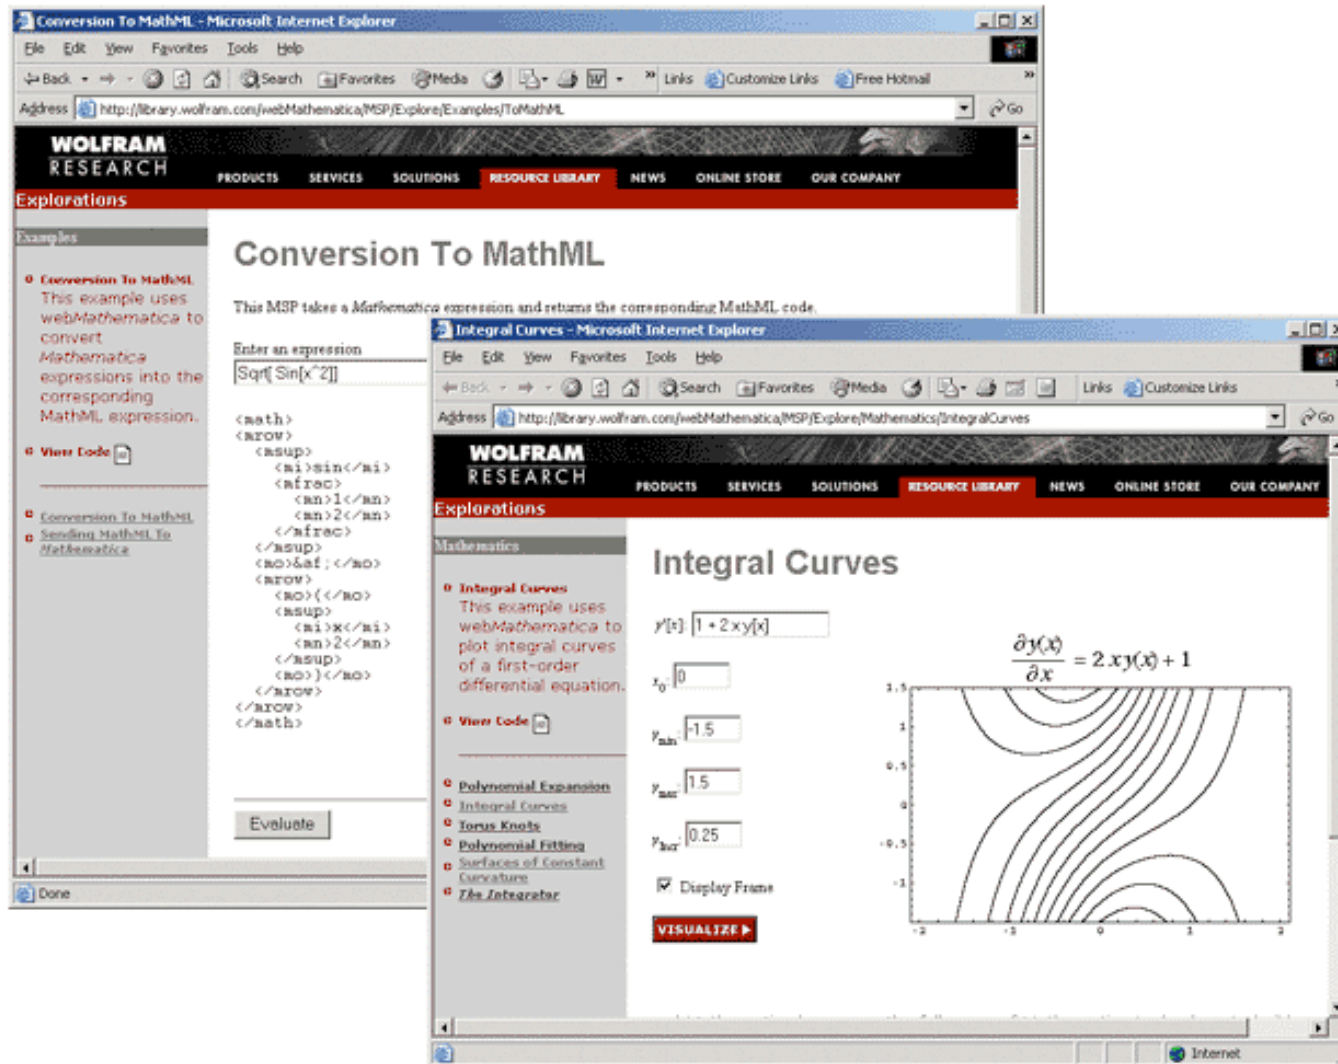 Conversion To MathML - Microsoft Internet Explorer
File Edit View Favorites Tools Help
Back Search Favorites Media » Links Customize Links Free Hotmail »
Address http://library.wolfram.com/webMathematica/MSP/Explore/Examples/ToMathML Go
WOLFRAM
RESEARCH
PRODUCTS SERVICES SOLUTIONS RESOURCE LIBRARY NEWS ONLINE STORE OUR COMPANY
Explorations
Examples
Conversion To MathML
This example uses
webMathematica to
convert
Mathematica
expressions into the
corresponding
MathML expression.
View Code
Conversion To MathML
Sending MathML To
Mathematica
Conversion To MathML
This MSP takes a Mathematica expression and returns the corresponding MathML code.
Enter an expression
Sqrt[ Sin[x^2]]
<math>
<mrow>
<msup>
<mi>sin</mi>
<mfrac>
<mn>1</mn>
<mn>2</mn>
</mfrac>
</msup>
<mo>&af;</mo>
<mrow>
<mo>(</mo>
<msup>
<mi>x</mi>
<mn>2</mn>
</msup>
<mo>)</mo>
</mrow>
</mrow>
</math>
Evaluate
Done
Integral Curves - Microsoft Internet Explorer
File Edit View Favorites Tools Help
Back Search Favorites Media Links Customize Links
Address http://library.wolfram.com/webMathematica/MSP/Explore/Mathematics/IntegralCurves Go
WOLFRAM
RESEARCH
PRODUCTS SERVICES SOLUTIONS RESOURCE LIBRARY NEWS ONLINE STORE OUR COMPANY
Explorations
Mathematics
Integral Curves
This example uses
webMathematica to
plot integral curves
of a first-order
differential equation.
View Code
Polynomial Expansion
Integral Curves
Torus Knots
Polynomial Fitting
Surfaces of Constant
Curvature
The Integrator
Integral Curves
y'[x]: 1 + 2 x y[x]
x0: 0
ymin: -1.5
ymax: 1.5
yincr: 0.25
Display Frame
VISUALIZE
∂y(x)/∂x = 2 x y(x) + 1
1.5
1
0.5
0
-0.5
-1
-2 -1 0 1 2
Internet